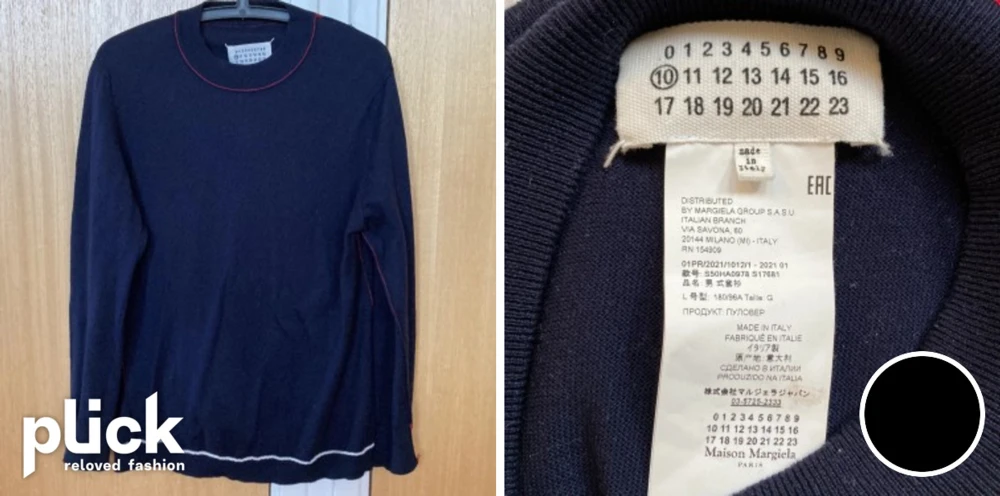 plick
reloved fashion
0 1 2 3 4 5 6 7 8 9
10 11 12 13 14 15 16
17 18 19 20 21 22 23
made
in
Italy
EAC
DISTRIBUTED
BY MARGIELA GROUP S.A.S.U
ITALIAN BRANCH
VIA SAVONA, 60
20144 MILANO (MI) - ITALY
RN 154909
01PR/2021/1012/1 - 2021 01
款号: S50HA0978 S17681
品名: 男
L 号型: 180/96A Taille: G
ПРОДУКТ: ПУЛОВЕР
MADE IN ITALY
FABRIQUÉ EN ITALIE
イタリア製
原产地: 意大利
СДЕЛАНО В ИТАЛИИ
PRODUZIDO NA ITALIA
株式会社マルジェラジャパン
03-5725-2333
0 1 2 3 4 5 6 7 8 9
10 11 12 13 14 15 16
17 18 19 20 21 22 23
Maison Margiela
PARIS